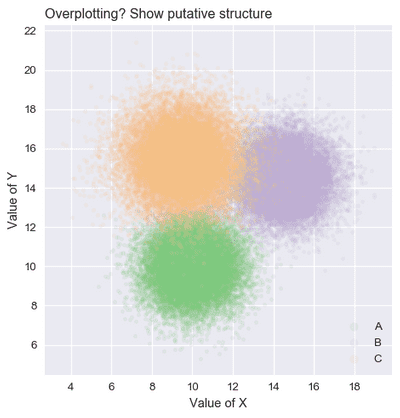 Overplotting? Show putative structure
22
20
18
16
14
12
10
8
6
Value of Y
A
B
C
4 6 8 10 12 14 16 18
Value of X